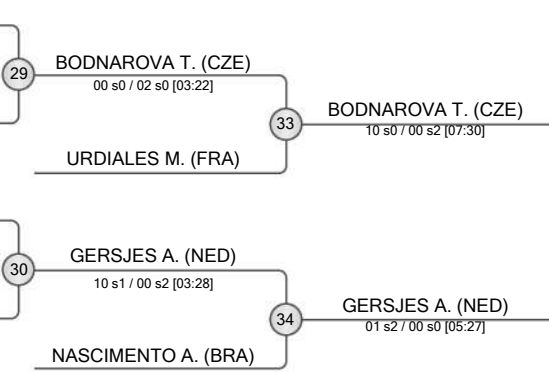 29
BODNAROVA T. (CZE)
00 s0 / 02 s0 [03:22]
33
BODNAROVA T. (CZE)
10 s0 / 00 s2 [07:30]
URDIALES M. (FRA)
30
GERSJES A. (NED)
10 s1 / 00 s2 [03:28]
34
GERSJES A. (NED)
01 s2 / 00 s0 [05:27]
NASCIMENTO A. (BRA)